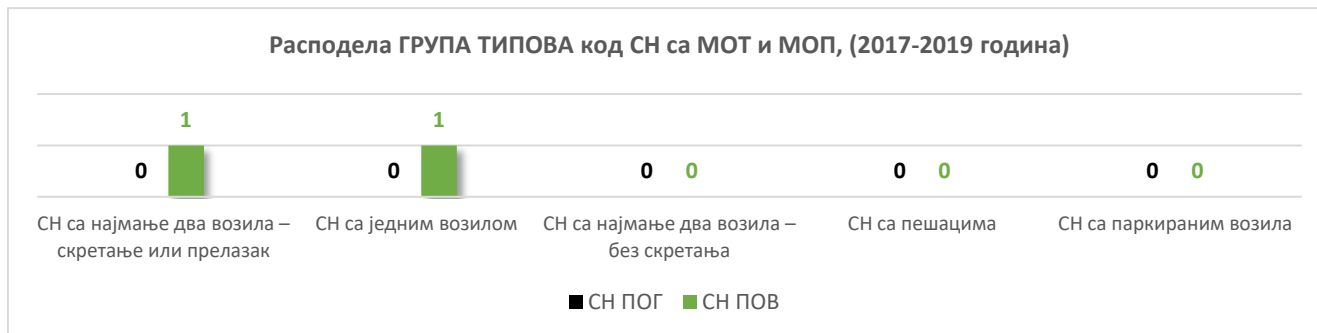 Расподела ГРУПА ТИПОВА код СН са МОТ и МОП, (2017-2019 година)
1
1
0
0
0 0
0 0
0 0
СН са најмање два возила –
скретање или прелазак
СН са једним возилом
СН са најмање два возила –
без скретања
СН са пешацима
СН са паркираним возила
СН ПОГ СН ПОВ